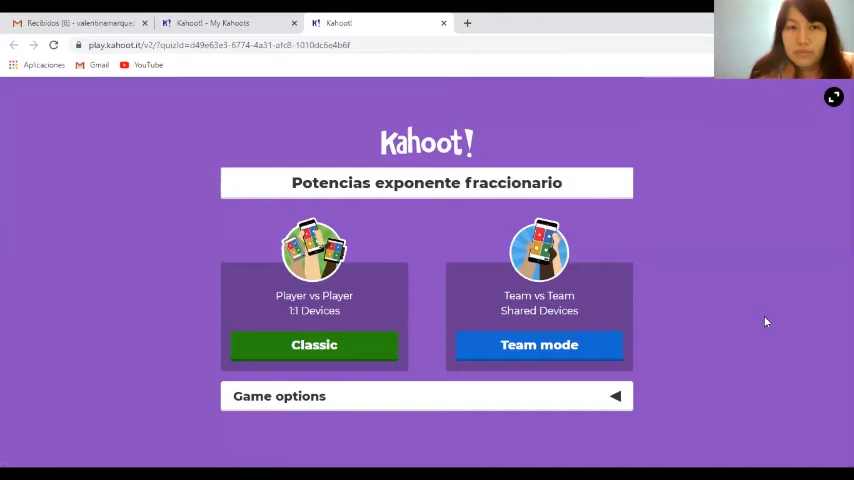 Recibidos (6) - valentinamarque
Kahoot! - My Kahoots
Kahoot!
play.kahoot.it/v2/?quizId=d49e63e3-6774-4a31-afc8-1010dc6e4b6f
Aplicaciones
Gmail
YouTube
Kahoot!
Potencias exponente fraccionario
Player vs Player
1:1 Devices
Classic
Team vs Team
Shared Devices
Team mode
Game options